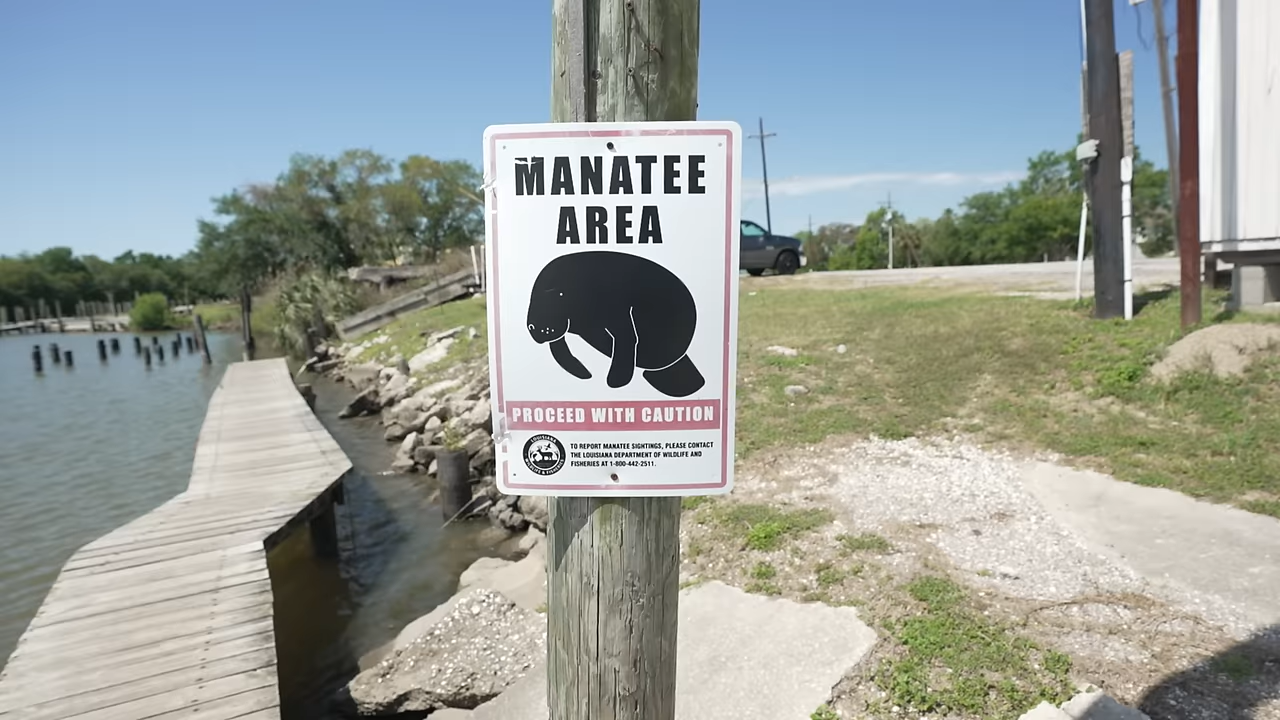 MANATEE
AREA
PROCEED WITH CAUTION
LOUISIANA
TO REPORT MANATEE SIGHTINGS, PLEASE CONTACT
THE LOUISIANA DEPARTMENT OF WILDLIFE AND
FISHERIES AT 1-800-442-2511.